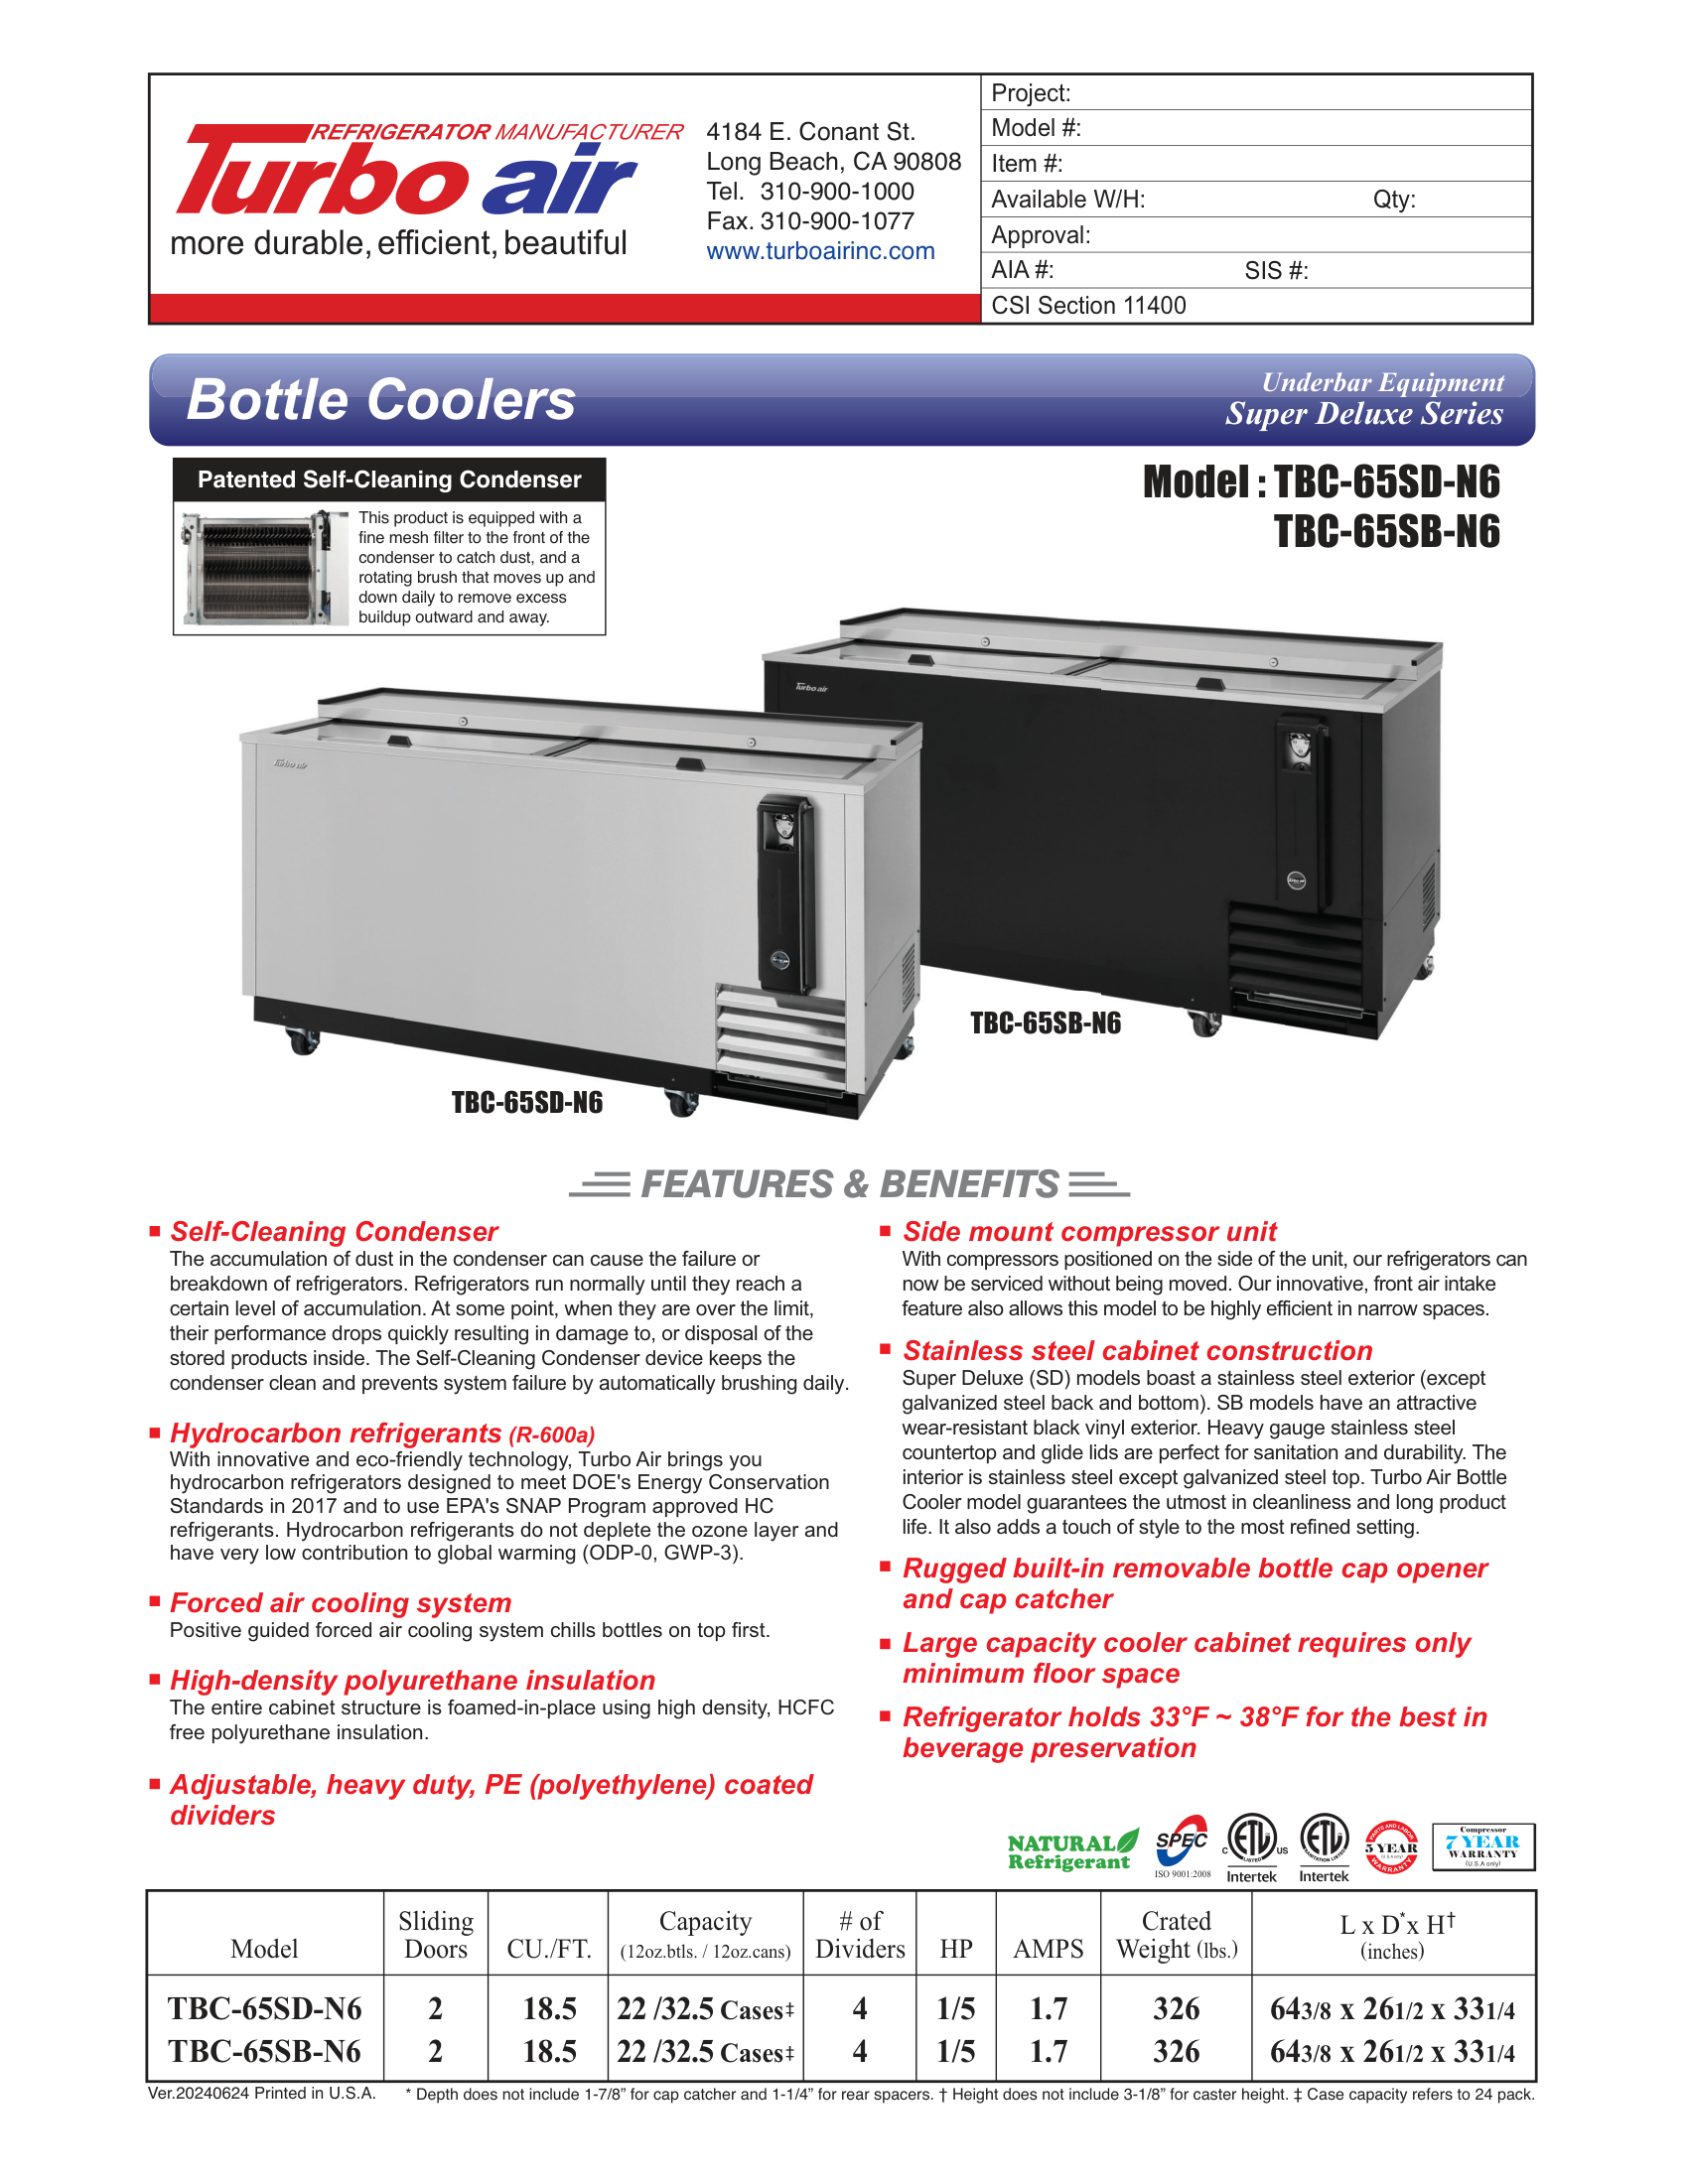 REFRIGERATOR MANUFACTURER
Turbo air
more durable, efficient, beautiful
4184 E. Conant St.
Long Beach, CA 90808
Tel. 310-900-1000
Fax. 310-900-1077
www.turboairinc.com
Project:
Model #:
Item #:
Available W/H: Qty:
Approval:
AIA #: SIS #:
CSI Section 11400
Bottle Coolers
Underbar Equipment
Super Deluxe Series
Patented Self-Cleaning Condenser
This product is equipped with a
fine mesh filter to the front of the
condenser to catch dust, and a
rotating brush that moves up and
down daily to remove excess
buildup outward and away.
Model : TBC-65SD-N6
TBC-65SB-N6
Turbo air
Turbo air
TBC-65SB-N6
TBC-65SD-N6
FEATURES & BENEFITS
Self-Cleaning Condenser
The accumulation of dust in the condenser can cause the failure or
breakdown of refrigerators. Refrigerators run normally until they reach a
certain level of accumulation. At some point, when they are over the limit,
their performance drops quickly resulting in damage to, or disposal of the
stored products inside. The Self-Cleaning Condenser device keeps the
condenser clean and prevents system failure by automatically brushing daily.
Hydrocarbon refrigerants (R-600a)
With innovative and eco-friendly technology, Turbo Air brings you
hydrocarbon refrigerators designed to meet DOE's Energy Conservation
Standards in 2017 and to use EPA's SNAP Program approved HC
refrigerants. Hydrocarbon refrigerants do not deplete the ozone layer and
have very low contribution to global warming (ODP-0, GWP-3).
Forced air cooling system
Positive guided forced air cooling system chills bottles on top first.
High-density polyurethane insulation
The entire cabinet structure is foamed-in-place using high density, HCFC
free polyurethane insulation.
Adjustable, heavy duty, PE (polyethylene) coated
dividers
Side mount compressor unit
With compressors positioned on the side of the unit, our refrigerators can
now be serviced without being moved. Our innovative, front air intake
feature also allows this model to be highly efficient in narrow spaces.
Stainless steel cabinet construction
Super Deluxe (SD) models boast a stainless steel exterior (except
galvanized steel back and bottom). SB models have an attractive
wear-resistant black vinyl exterior. Heavy gauge stainless steel
countertop and glide lids are perfect for sanitation and durability. The
interior is stainless steel except galvanized steel top. Turbo Air Bottle
Cooler model guarantees the utmost in cleanliness and long product
life. It also adds a touch of style to the most refined setting.
Rugged built-in removable bottle cap opener
and cap catcher
Large capacity cooler cabinet requires only
minimum floor space
Refrigerator holds 33°F ~ 38°F for the best in
beverage preservation
NATURAL
Refrigerant
SPEC
ISO 9001:2008
C ETL US
LISTED
Intertek
ETL
SANITATION LISTED
Intertek
PARTS AND LABOR
5 YEAR
(U.S.A only)
WARRANTY
Compressor
7 YEAR
WARRANTY
(U.S.A only)
Model Sliding Doors CU./FT. Capacity (12oz.btls. / 12oz.cans) # of Dividers HP AMPS Crated Weight (lbs.) L x D* x H† (inches)
TBC-65SD-N6 2 18.5 22 /32.5 Cases‡ 4 1/5 1.7 326 643/8 x 261/2 x 331/4
TBC-65SB-N6 2 18.5 22 /32.5 Cases‡ 4 1/5 1.7 326 643/8 x 261/2 x 331/4
Ver.20240624 Printed in U.S.A. * Depth does not include 1-7/8” for cap catcher and 1-1/4” for rear spacers. † Height does not include 3-1/8” for caster height. ‡ Case capacity refers to 24 pack.